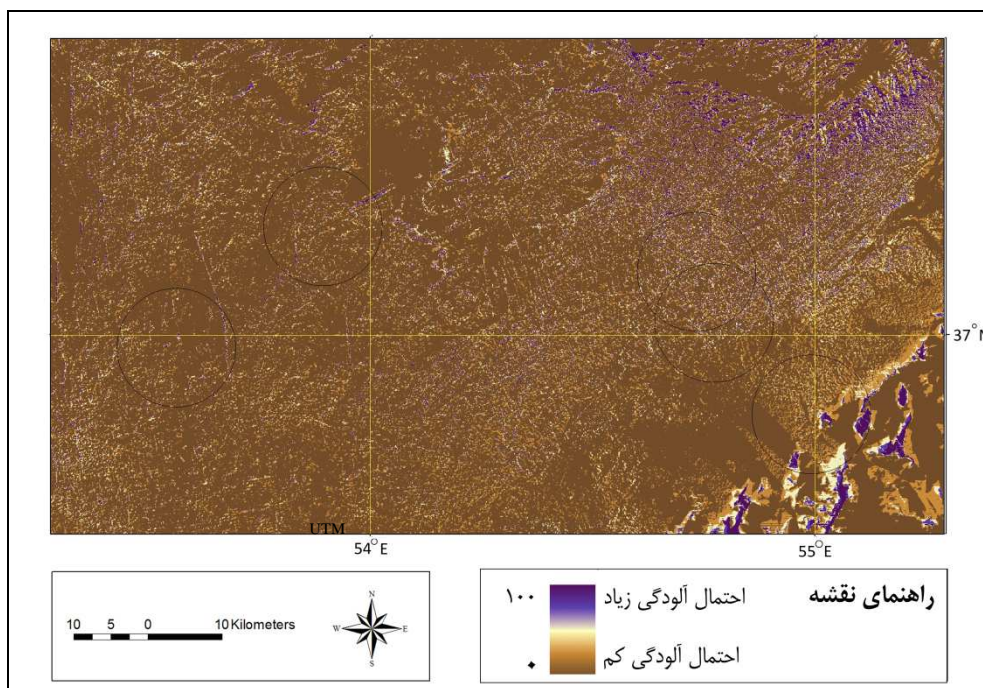 37°N
UTM
54°E
55°E
راهنمای نقشه
احتمال آلودگی زیاد
۱۰۰
احتمال آلودگی کم
۰
N
W E
S
10 5 0 10 Kilometers